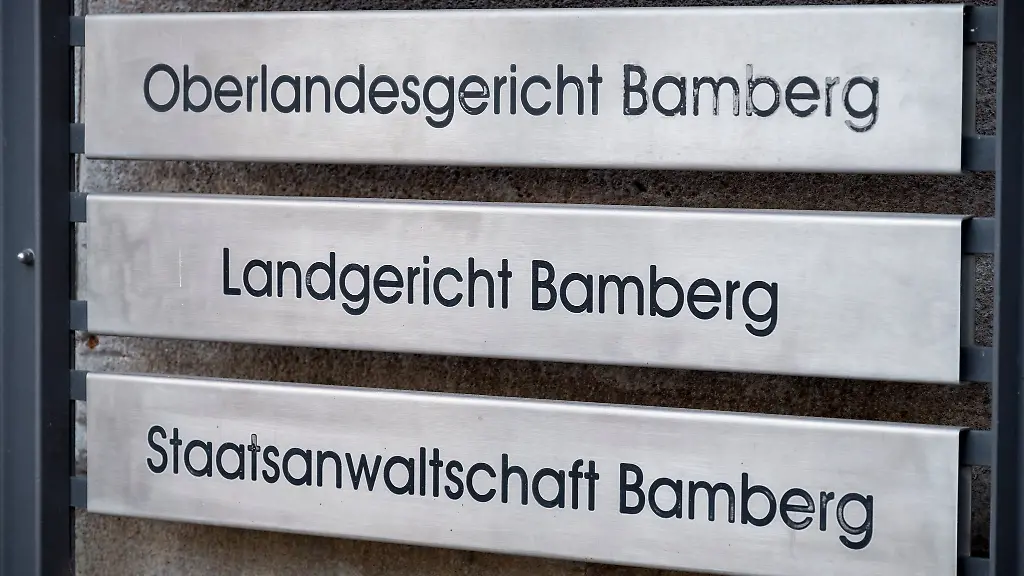 Oberlandesgericht Bamberg
Landgericht Bamberg
Staatsanwaltschaft Bamberg